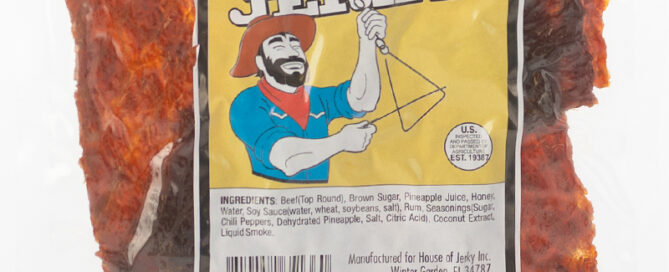 JERKY
U.S.
INSPECTED
AND PASSED BY
DEPARTMENT OF
AGRICULTURE
EST. 19387
INGREDIENTS: Beef(Top Round), Brown Sugar, Pineapple Juice, Honey,
Water, Soy Sauce(water, wheat, soybeans, salt), Rum, Seasonings(Sugar,
Chili Peppers, Dehydrated Pineapple, Salt, Citric Acid), Coconut Extract,
Liquid Smoke.
Manufactured for House of Jerky Inc.
Winter Garden, FL 34787